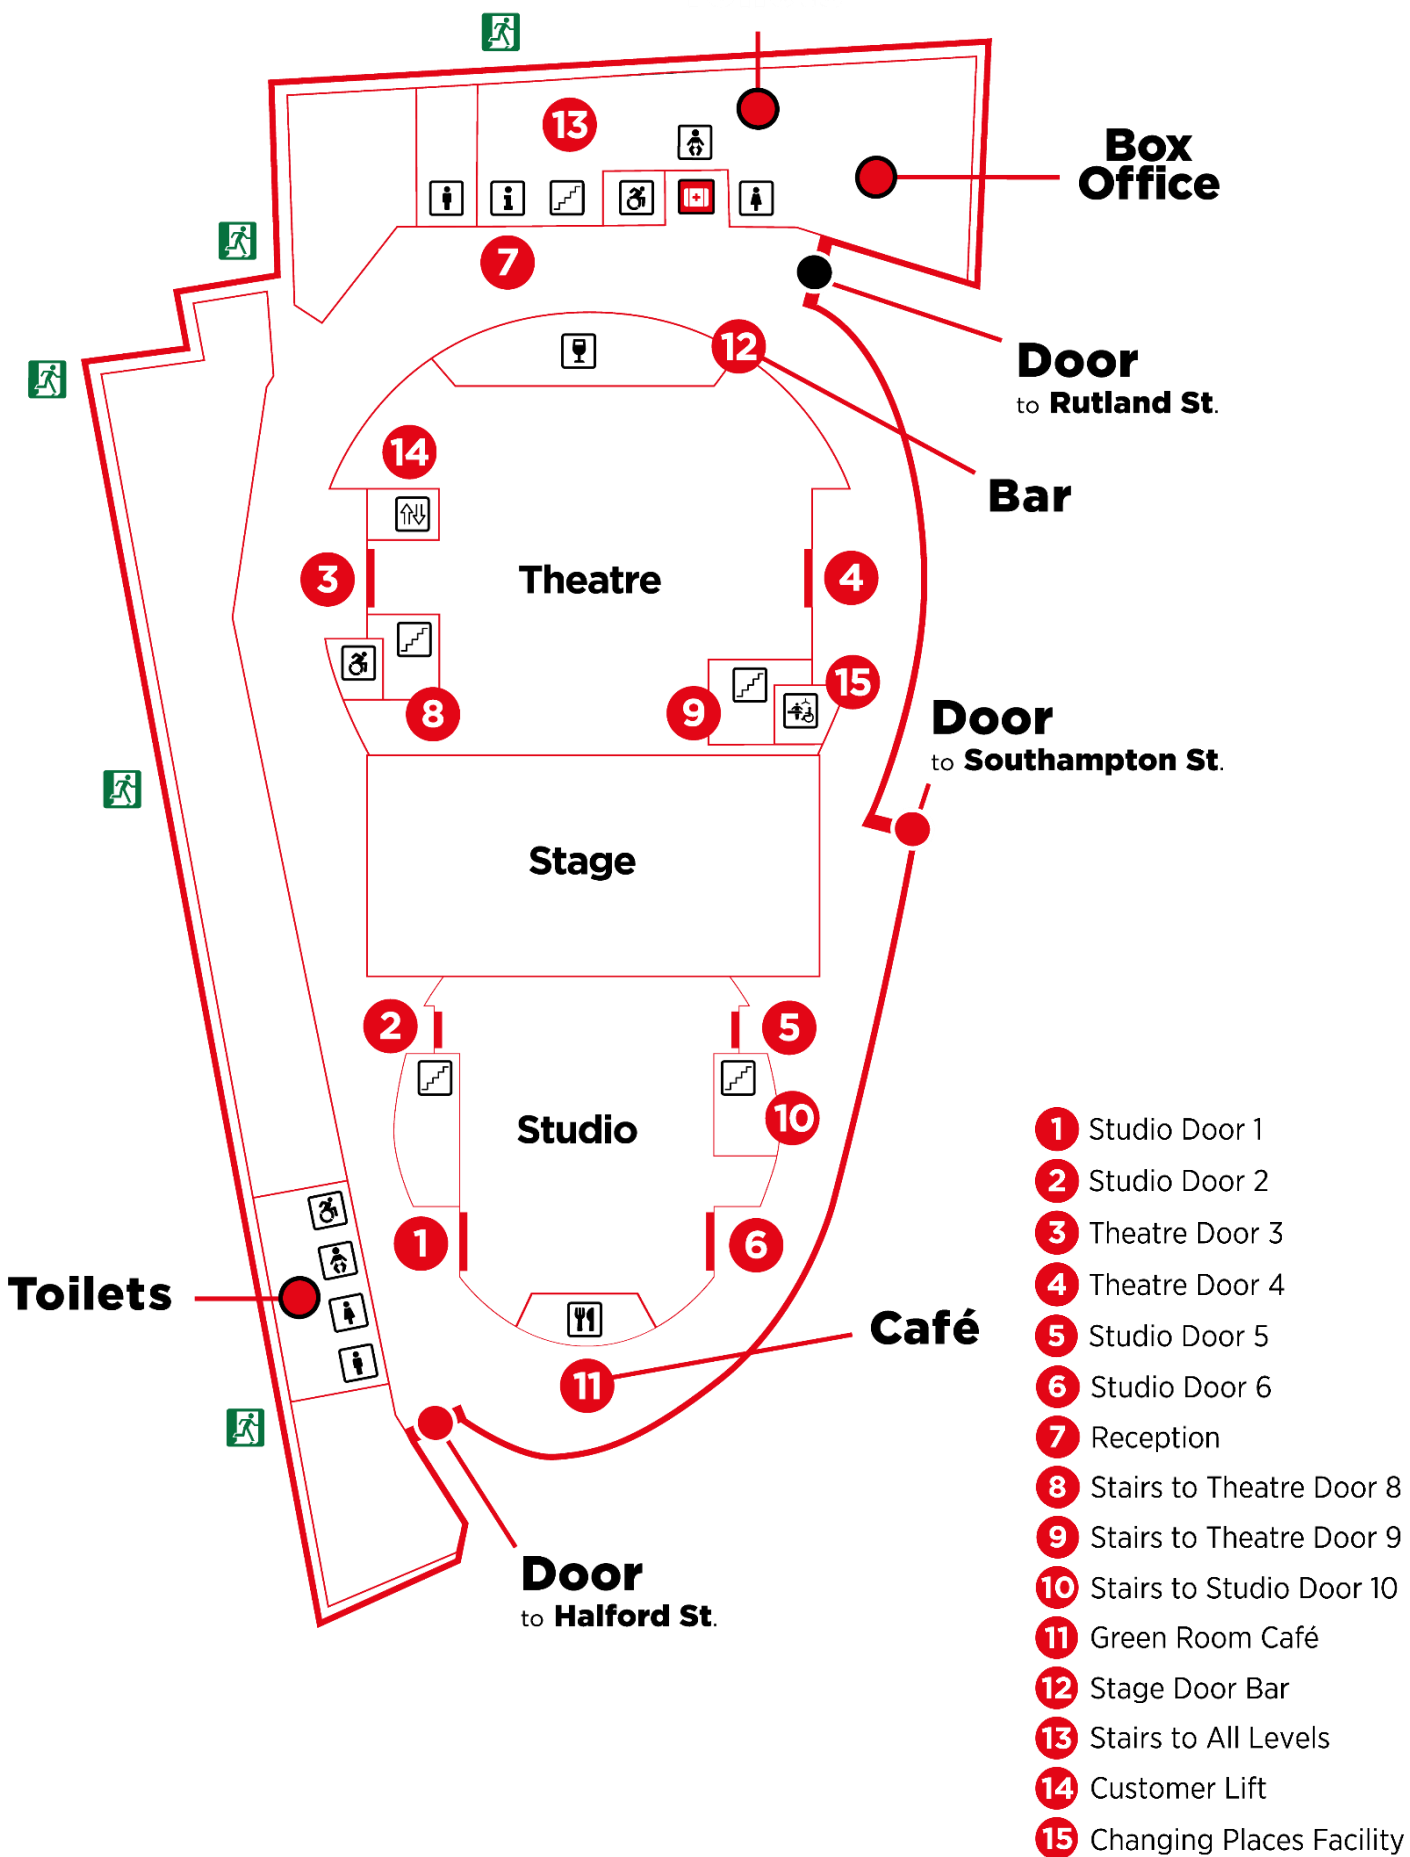 13
Box
Office
7
12
Door
to Rutland St.
14
Bar
3
Theatre
4
15
8
9
Door
to Southampton St.
Stage
2
5
10
Studio
1
6
Toilets
Café
11
Door
to Halford St.
1 Studio Door 1
2 Studio Door 2
3 Theatre Door 3
4 Theatre Door 4
5 Studio Door 5
6 Studio Door 6
7 Reception
8 Stairs to Theatre Door 8
9 Stairs to Theatre Door 9
10 Stairs to Studio Door 10
11 Green Room Café
12 Stage Door Bar
13 Stairs to All Levels
14 Customer Lift
15 Changing Places Facility